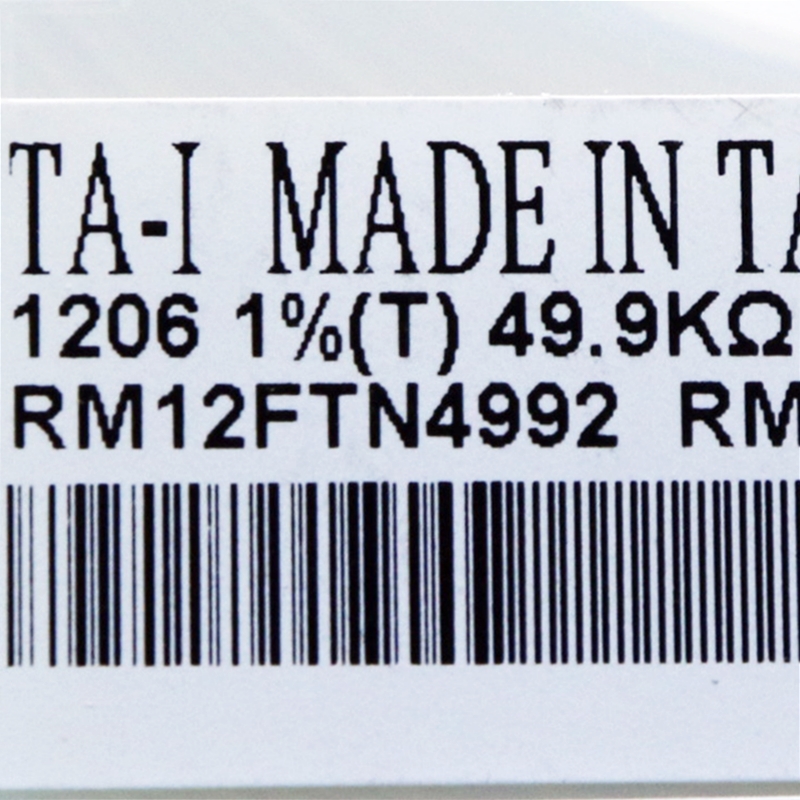 TA-I MADE IN TA
1206 1%(T) 49.9KΩ
RM12FTN4992 RM